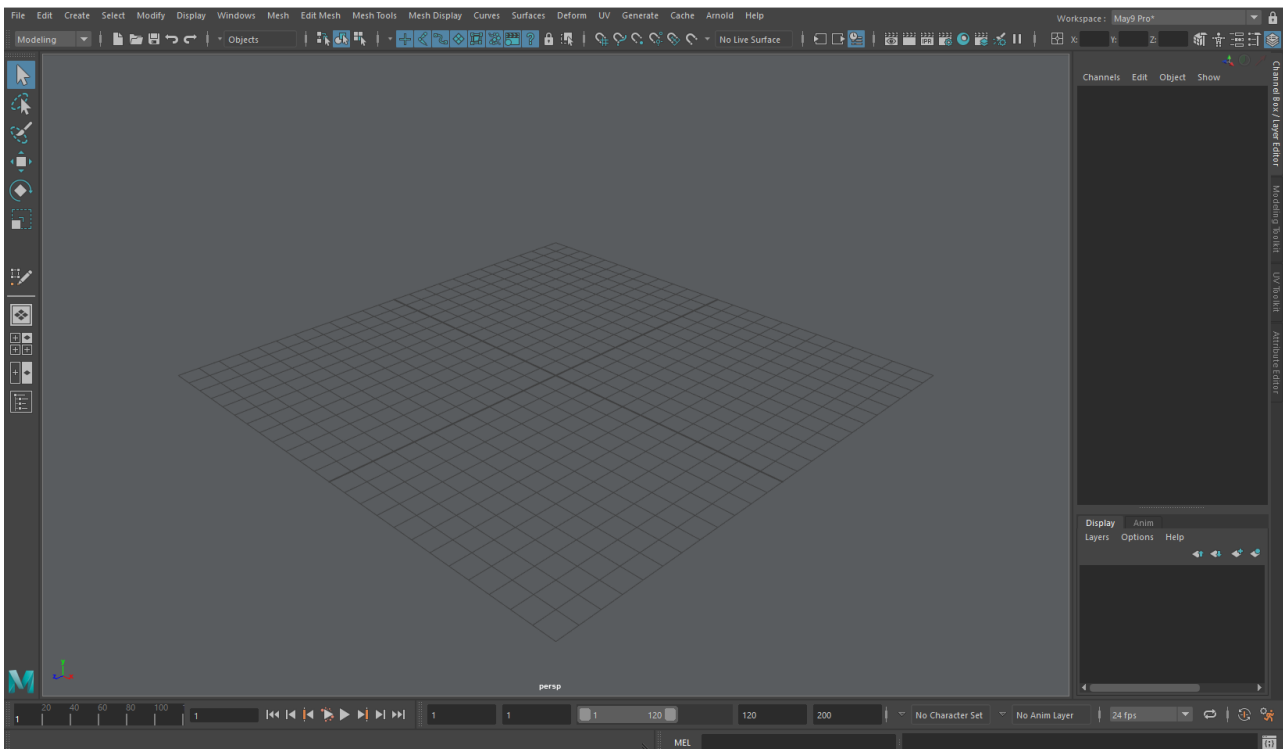 File Edit Create Select Modify Display Windows Mesh Edit Mesh Mesh Tools Mesh Display Curves Surfaces Deform UV Generate Cache Arnold Help Workspace: May9 Pro*
Modeling Objects No Live Surface X: Y: Z:
Channels Edit Object Show
Channel Box / Layer Editor
Modeling Toolkit
UV Toolkit
Attribute Editor
Display Anim
Layers Options Help
y
persp
M
20 40 60 80 100
1 1 1 1 1 120 120 200 No Character Set No Anim Layer 24 fps
MEL